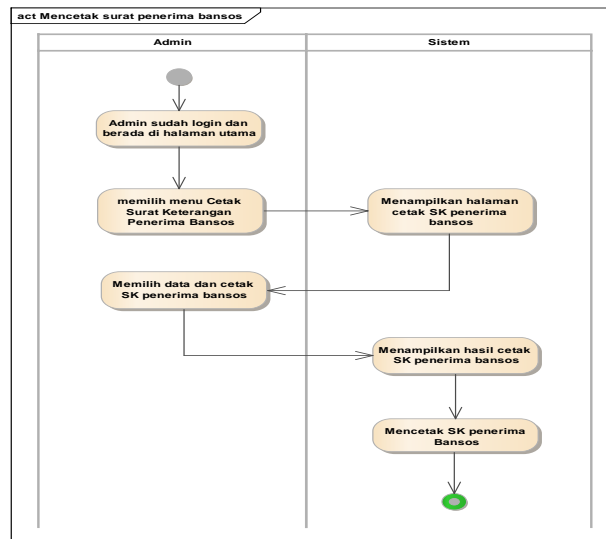 act Mencetak surat penerima bansos
Admin
Sistem
Admin sudah login dan
berada di halaman utama
memilih menu Cetak
Surat Keterangan
Penerima Bansos
Menampilkan halaman
cetak SK penerima
bansos
Memilih data dan cetak
SK penerima bansos
Menampilkan hasil cetak
SK penerima bansos
Mencetak SK penerima
Bansos